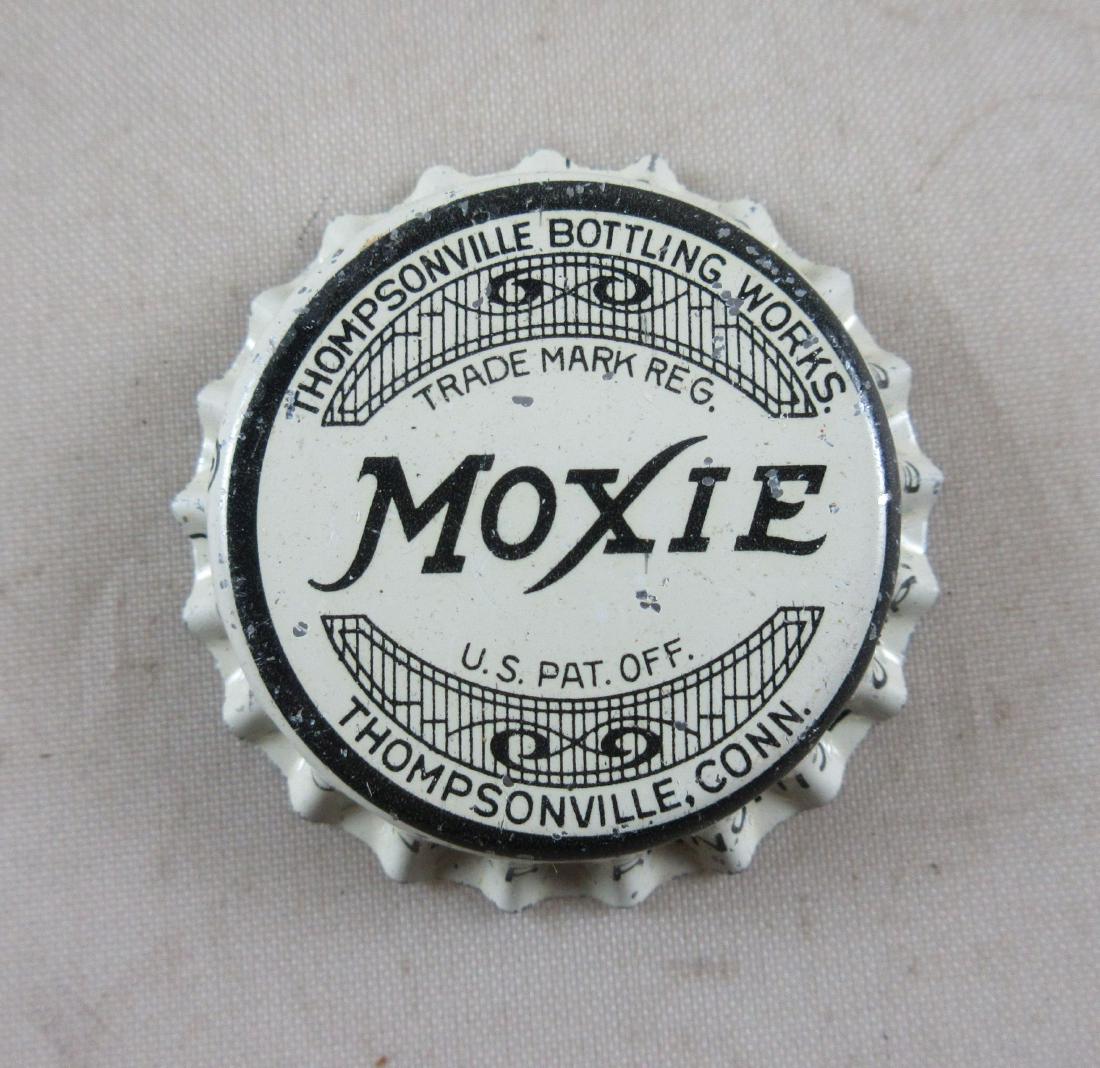 THOMPSONVILLE BOTTLING WORKS.
TRADE MARK REG.
MOXIE
U.S. PAT. OFF.
THOMPSONVILLE, CONN.